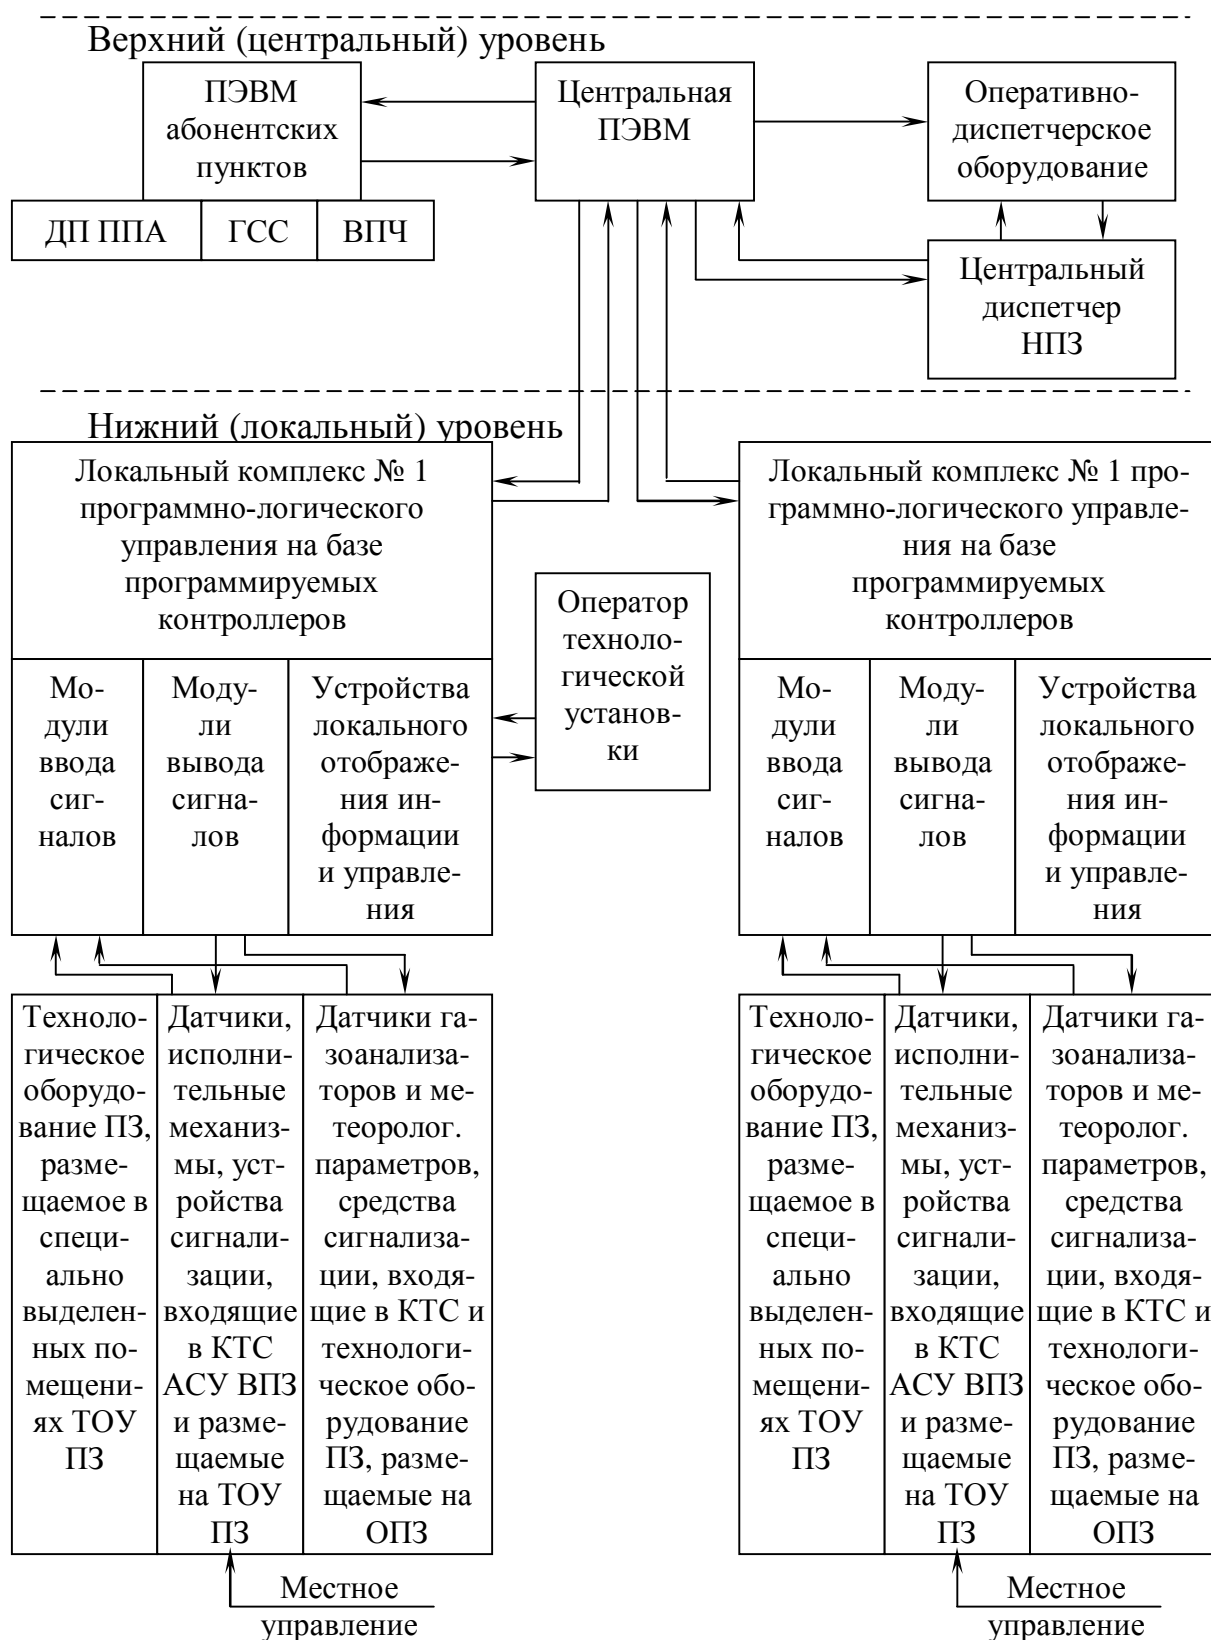 Верхний (центральный) уровень
ПЭВМ
абонентских
пунктов
ДП ППА
ГСС
ВПЧ
Центральная
ПЭВМ
Оперативно-
диспетчерское
оборудование
Центральный
диспетчер
НПЗ
Нижний (локальный) уровень
Локальный комплекс № 1
программно-логического
управления на базе
программируемых
контроллеров
Мо-
дули
ввода
сиг-
налов
Моду-
ли
вывода
сигна-
лов
Устройства
локального
отображе-
ния ин-
формации
и управле-
ния
Оператор
техноло-
гической
установ-
ки
Локальный комплекс № 1 про-
граммно-логического управле-
ния на базе
программируемых
контроллеров
Мо-
дули
ввода
сиг-
налов
Моду-
ли
вывода
сигна-
лов
Устройства
локального
отображе-
ния ин-
формации
и управле-
ния
Техноло-
гическое
оборудо-
вание ПЗ,
разме-
щаемое в
специ-
ально
выделен-
ных по-
мещени-
ях ТОУ
ПЗ
Датчики,
исполни-
тельные
механиз-
мы, уст-
ройства
сигнали-
зации,
входящие
в КТС
АСУ ВПЗ
и разме-
щаемые
на ТОУ
ПЗ
Датчики га-
зоанализа-
торов и ме-
теоролог.
параметров,
средства
сигнализа-
ции, входя-
щие в КТС и
технологи-
ческое обо-
рудование
ПЗ, разме-
щаемые на
ОПЗ
Местное
управление
Техноло-
гическое
оборудо-
вание ПЗ,
разме-
щаемое в
специ-
ально
выделен-
ных по-
мещени-
ях ТОУ
ПЗ
Датчики,
исполни-
тельные
механиз-
мы, уст-
ройства
сигнали-
зации,
входящие
в КТС
АСУ ВПЗ
и разме-
щаемые
на ТОУ
ПЗ
Датчики га-
зоанализа-
торов и ме-
теоролог.
параметров,
средства
сигнализа-
ции, входя-
щие в КТС и
технологи-
ческое обо-
рудование
ПЗ, разме-
щаемые на
ОПЗ
Местное
управление